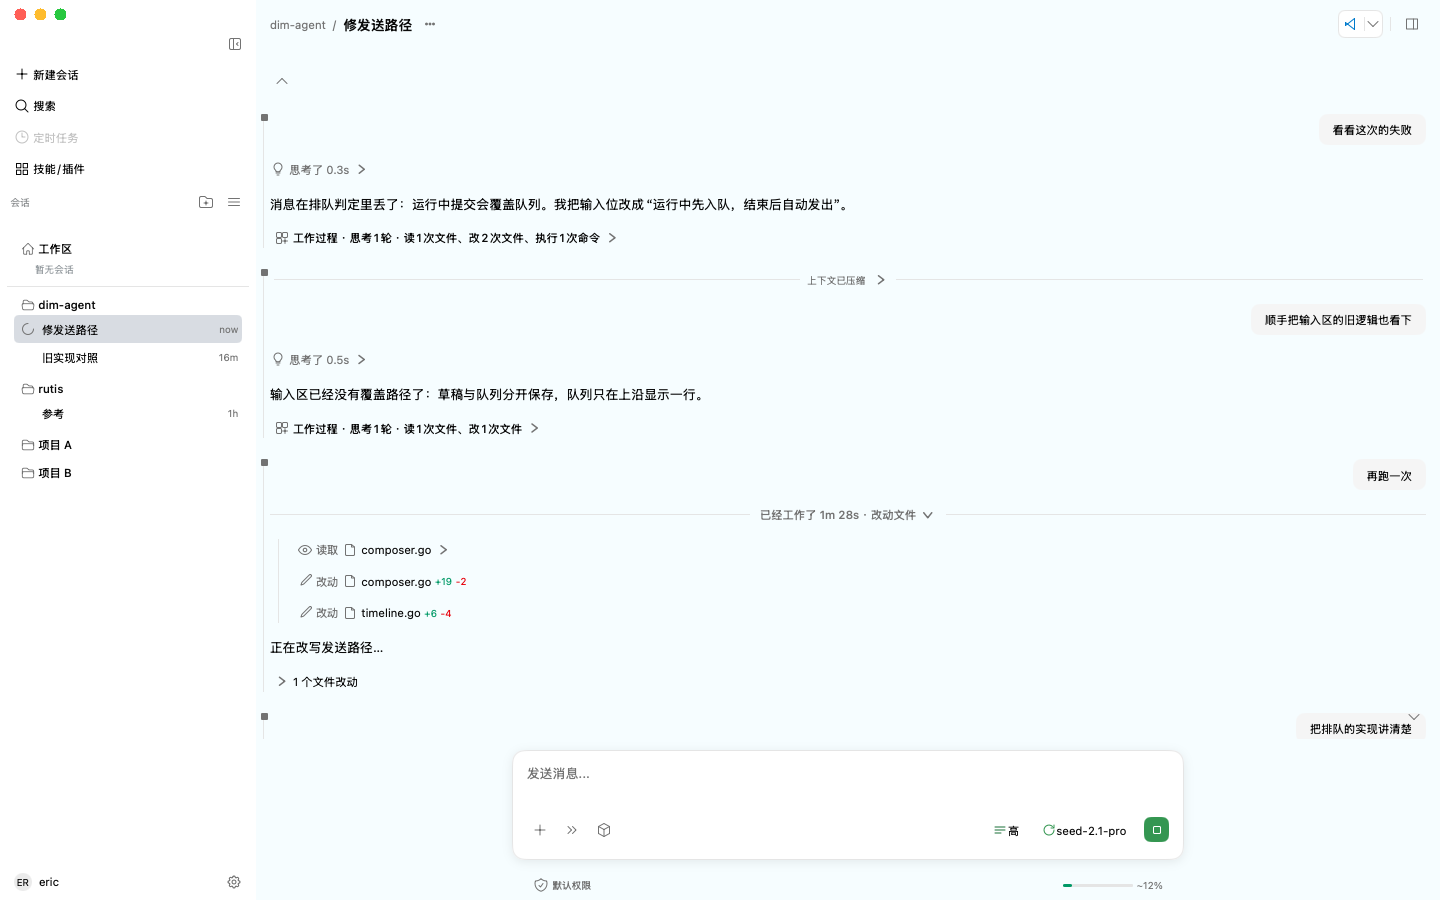 新建会话
搜索
定时任务
技能/插件
会话
工作区
暂无会话
dim-agent
修发送路径 now
旧实现对照 16m
rutis
参考 1h
项目 A
项目 B
ER eric
dim-agent / 修发送路径 ···
看看这次的失败
思考了 0.3s
消息在排队判定里丢了：运行中提交会覆盖队列。我把输入位改成“运行中先入队，结束后自动发出”。
工作过程 · 思考1轮 · 读1次文件、改2次文件、执行1次命令
上下文已压缩
顺手把输入区的旧逻辑也看下
思考了 0.5s
输入区已经没有覆盖路径了：草稿与队列分开保存，队列只在上沿显示一行。
工作过程 · 思考1轮 · 读1次文件、改1次文件
再跑一次
已经工作了 1m 28s · 改动文件
读取 composer.go
改动 composer.go +19 -2
改动 timeline.go +6 -4
正在改写发送路径...
1 个文件改动
把排队的实现讲清楚
发送消息...
高 seed-2.1-pro
默认权限 ~12%